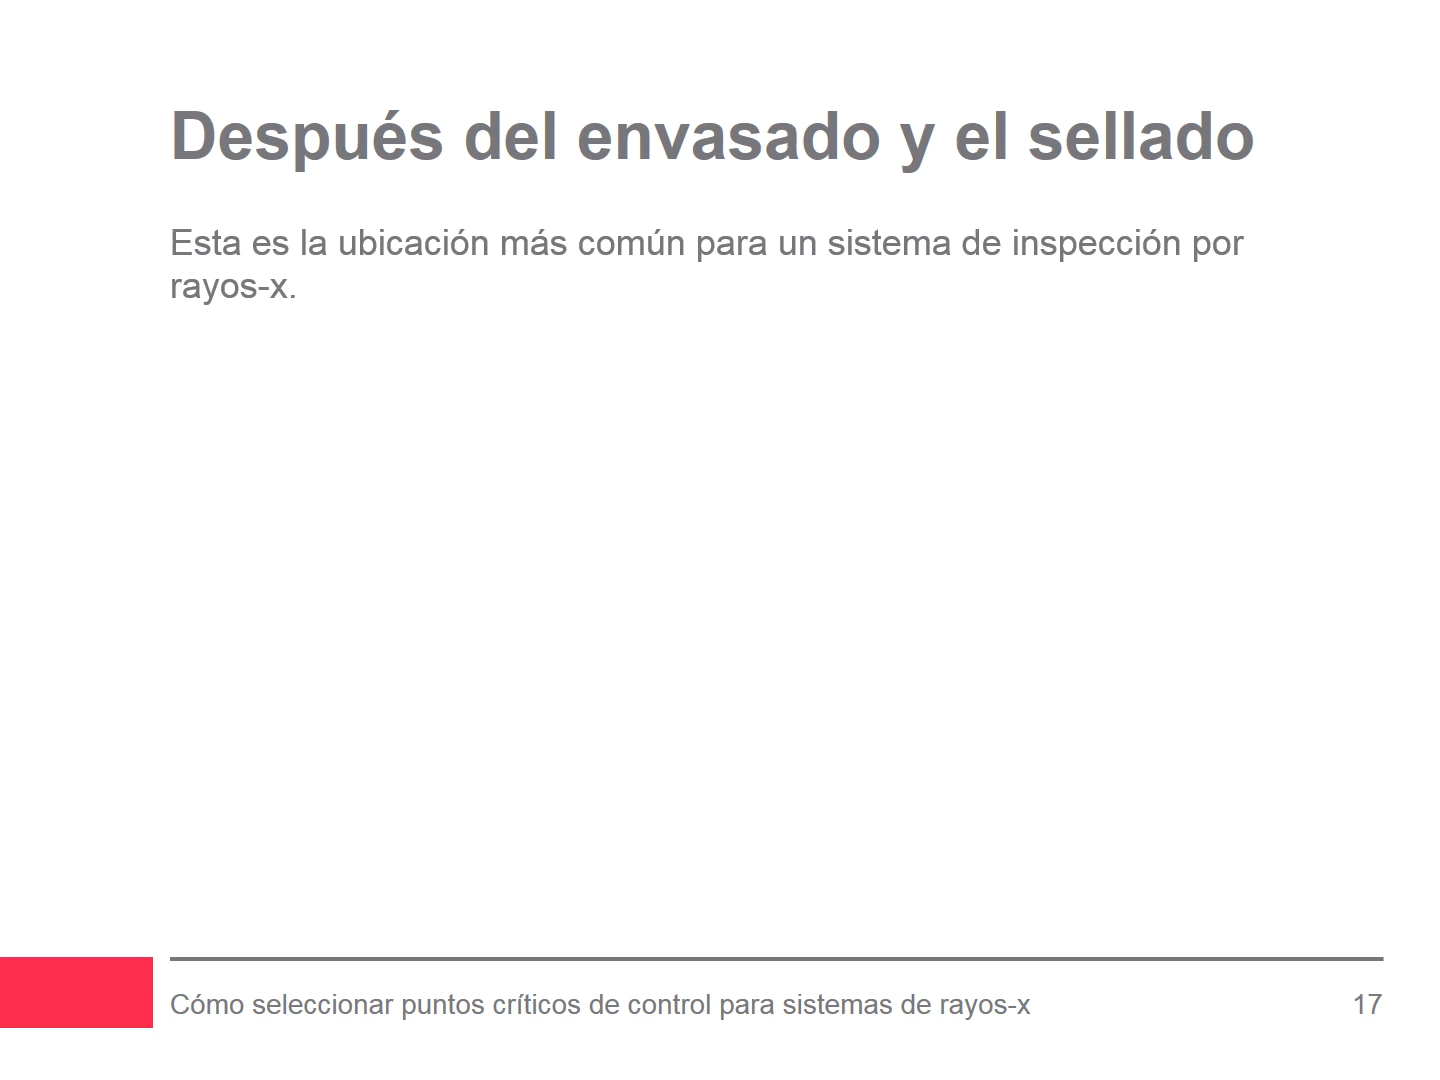 Después del envasado y el sellado
Esta es la ubicación más común para un sistema de inspección por
rayos-x.
Cómo seleccionar puntos críticos de control para sistemas de rayos-x
17